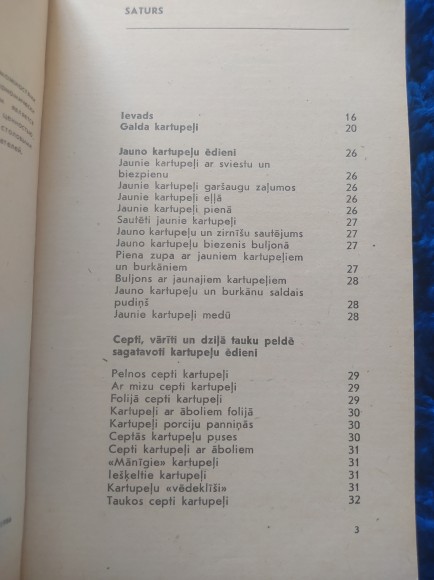 SATURS
Ievads 16
Galda kartupeļi 20
Jauno kartupeļu ēdieni 26
Jaunie kartupeļi ar sviestu un
biezpienu 26
Jaunie kartupeļi garšaugu zaļumos 26
Jaunie kartupeļi eļļā 26
Jaunie kartupeļi pienā 26
Sautēti jaunie kartupeļi 27
Jauno kartupeļu un zirnīšu sautējums 27
Jauno kartupeļu biezenis buljonā 27
Piena zupa ar jauniem kartupeļiem
un burkāniem 27
Buljons ar jaunajiem kartupeļiem 28
Jauno kartupeļu un burkānu saldais
pudiņš 28
Jaunie kartupeļi medū 28
Cepti, vārīti un dziļā tauku peldē
sagatavoti kartupeļu ēdieni
Pelnos cepti kartupeļi 29
Ar mizu cepti kartupeļi 29
Folijā cepti kartupeļi 29
Kartupeļi ar āboliem folijā 30
Kartupeļi porciju panniņās 30
Ceptās kartupeļu puses 30
Cepti kartupeļi ar āboliem 31
«Mānīgie» kartupeļi 31
Iešķeltie kartupeļi 31
Kartupeļu «vēdeklīši» 31
Taukos cepti kartupeļi 32
3